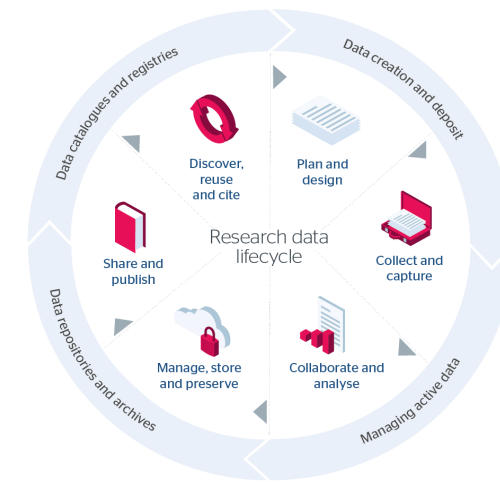 Data catalogues and registries
Data creation and deposit
Discover,
reuse
and cite
Plan and
design
Share and
publish
Research data
lifecycle
Collect and
capture
Manage, store
and preserve
Collaborate and
analyse
Data repositories and archives
Managing active data